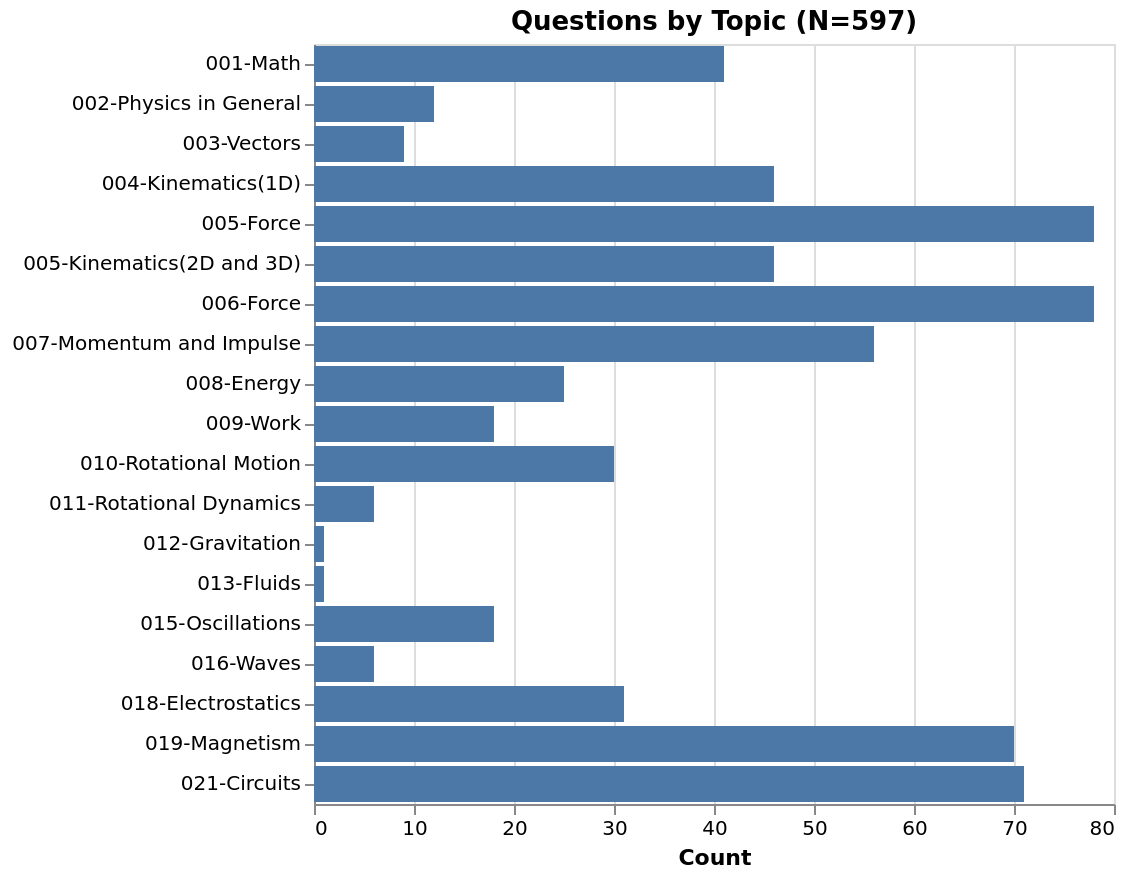 Questions by Topic (N=597)
001-Math
002-Physics in General
003-Vectors
004-Kinematics(1D)
005-Force
005-Kinematics(2D and 3D)
006-Force
007-Momentum and Impulse
008-Energy
009-Work
010-Rotational Motion
011-Rotational Dynamics
012-Gravitation
013-Fluids
015-Oscillations
016-Waves
018-Electrostatics
019-Magnetism
021-Circuits
0 10 20 30 40 50 60 70 80
Count